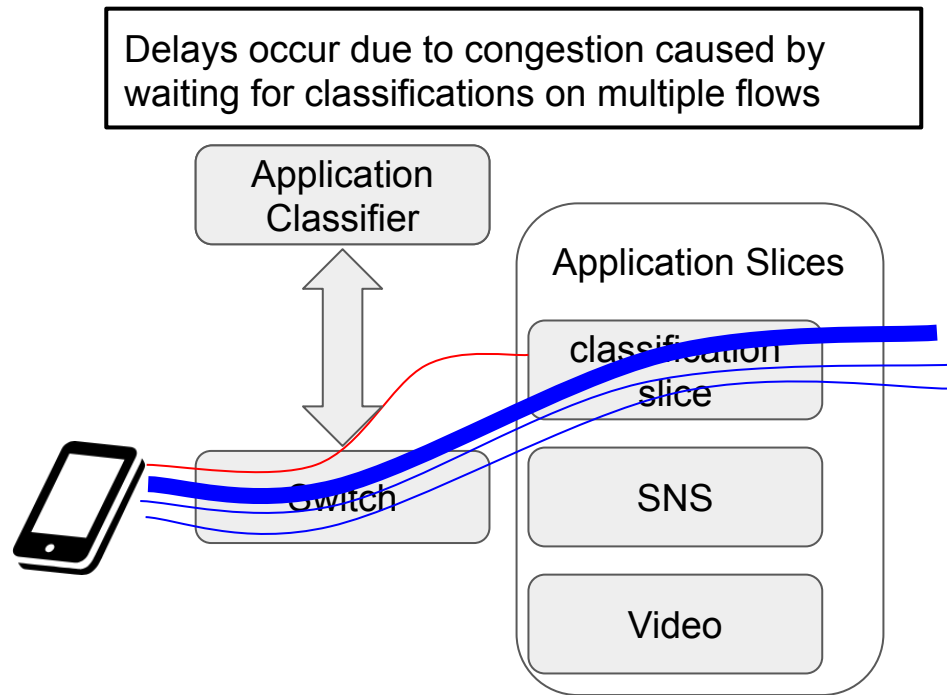 Delays occur due to congestion caused by
waiting for classifications on multiple flows
Application
Classifier
Application Slices
classification
slice
Switch
SNS
Video